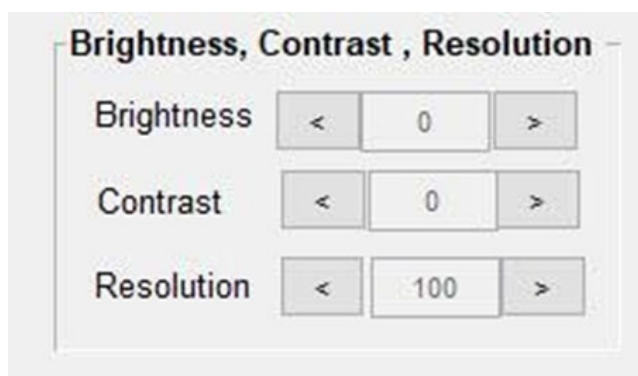 Brightness, Contrast , Resolution
Brightness < 0 >
Contrast < 0 >
Resolution < 100 >